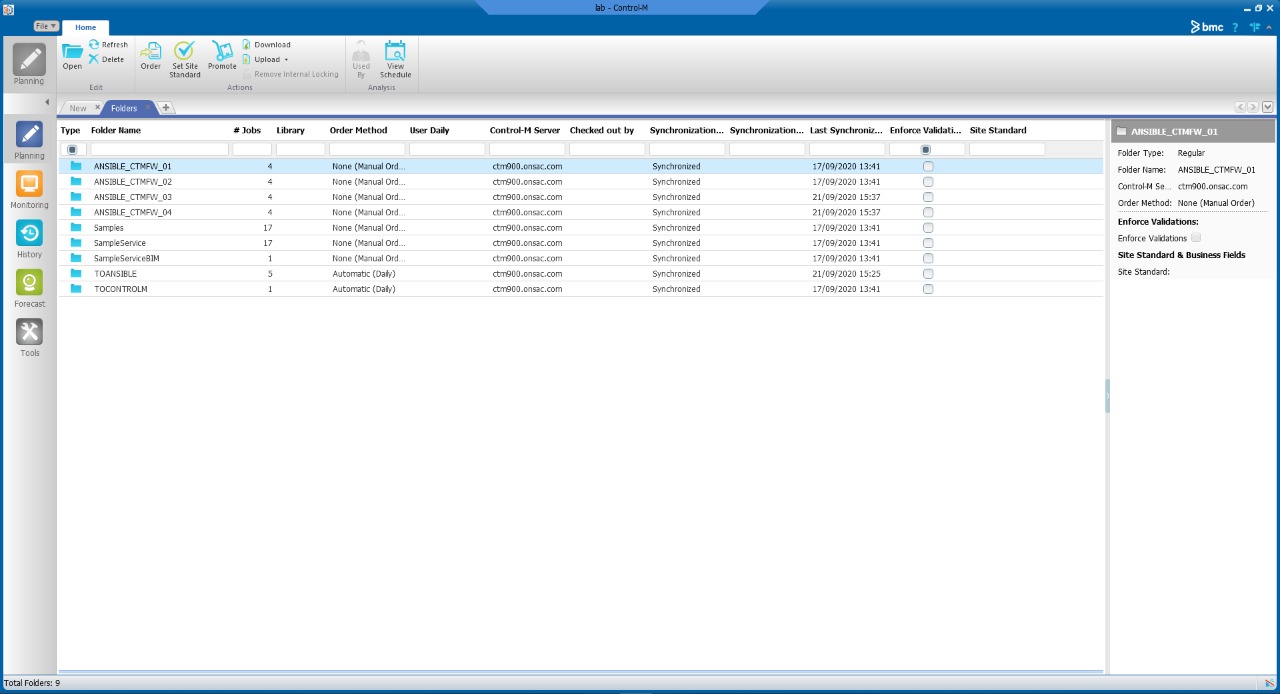 lab - Control-M
File
Home
bmc ?
Planning
Open
Refresh
Delete
Edit
Order
Set Site Standard
Promote
Download
Upload
Remove Internal Locking
Actions
Used By
View Schedule
Analysis
New
Folders
Planning
Monitoring
History
Forecast
Tools
Type Folder Name # Jobs Library Order Method User Daily Control-M Server Checked out by Synchronization... Synchronization... Last Synchroniz... Enforce Validati... Site Standard
ANSIBLE_CTMFW_01 4 None (Manual Ord... ctm900.onsac.com Synchronized 17/09/2020 13:41
ANSIBLE_CTMFW_02 4 None (Manual Ord... ctm900.onsac.com Synchronized 17/09/2020 13:41
ANSIBLE_CTMFW_03 4 None (Manual Ord... ctm900.onsac.com Synchronized 21/09/2020 15:37
ANSIBLE_CTMFW_04 4 None (Manual Ord... ctm900.onsac.com Synchronized 21/09/2020 15:37
Samples 17 None (Manual Ord... ctm900.onsac.com Synchronized 17/09/2020 13:41
SampleService 17 None (Manual Ord... ctm900.onsac.com Synchronized 17/09/2020 13:41
SampleServiceBIM 1 None (Manual Ord... ctm900.onsac.com Synchronized 17/09/2020 13:41
TOANSIBLE 5 Automatic (Daily) ctm900.onsac.com Synchronized 21/09/2020 15:25
TOCONTROLM 1 Automatic (Daily) ctm900.onsac.com Synchronized 17/09/2020 13:41
ANSIBLE_CTMFW_01
Folder Type: Regular
Folder Name: ANSIBLE_CTMFW_01
Control-M Se... ctm900.onsac.com
Order Method: None (Manual Order)
Enforce Validations:
Enforce Validations
Site Standard & Business Fields
Site Standard:
Total Folders: 9